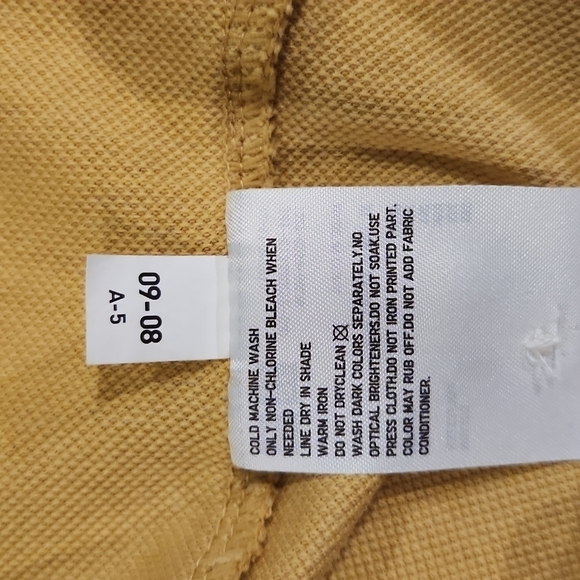 09-08
A-5
COLD MACHINE WASH
ONLY NON-CHLORINE BLEACH WHEN
NEEDED
LINE DRY IN SHADE
WARM IRON
DO NOT DRYCLEAN
WASH DARK COLORS SEPARATELY.NO
OPTICAL BRIGHTENERS.DO NOT SOAK.USE
PRESS CLOTH.DO NOT IRON PRINTED PART.
COLOR MAY RUB OFF.DO NOT ADD FABRIC
CONDITIONER.